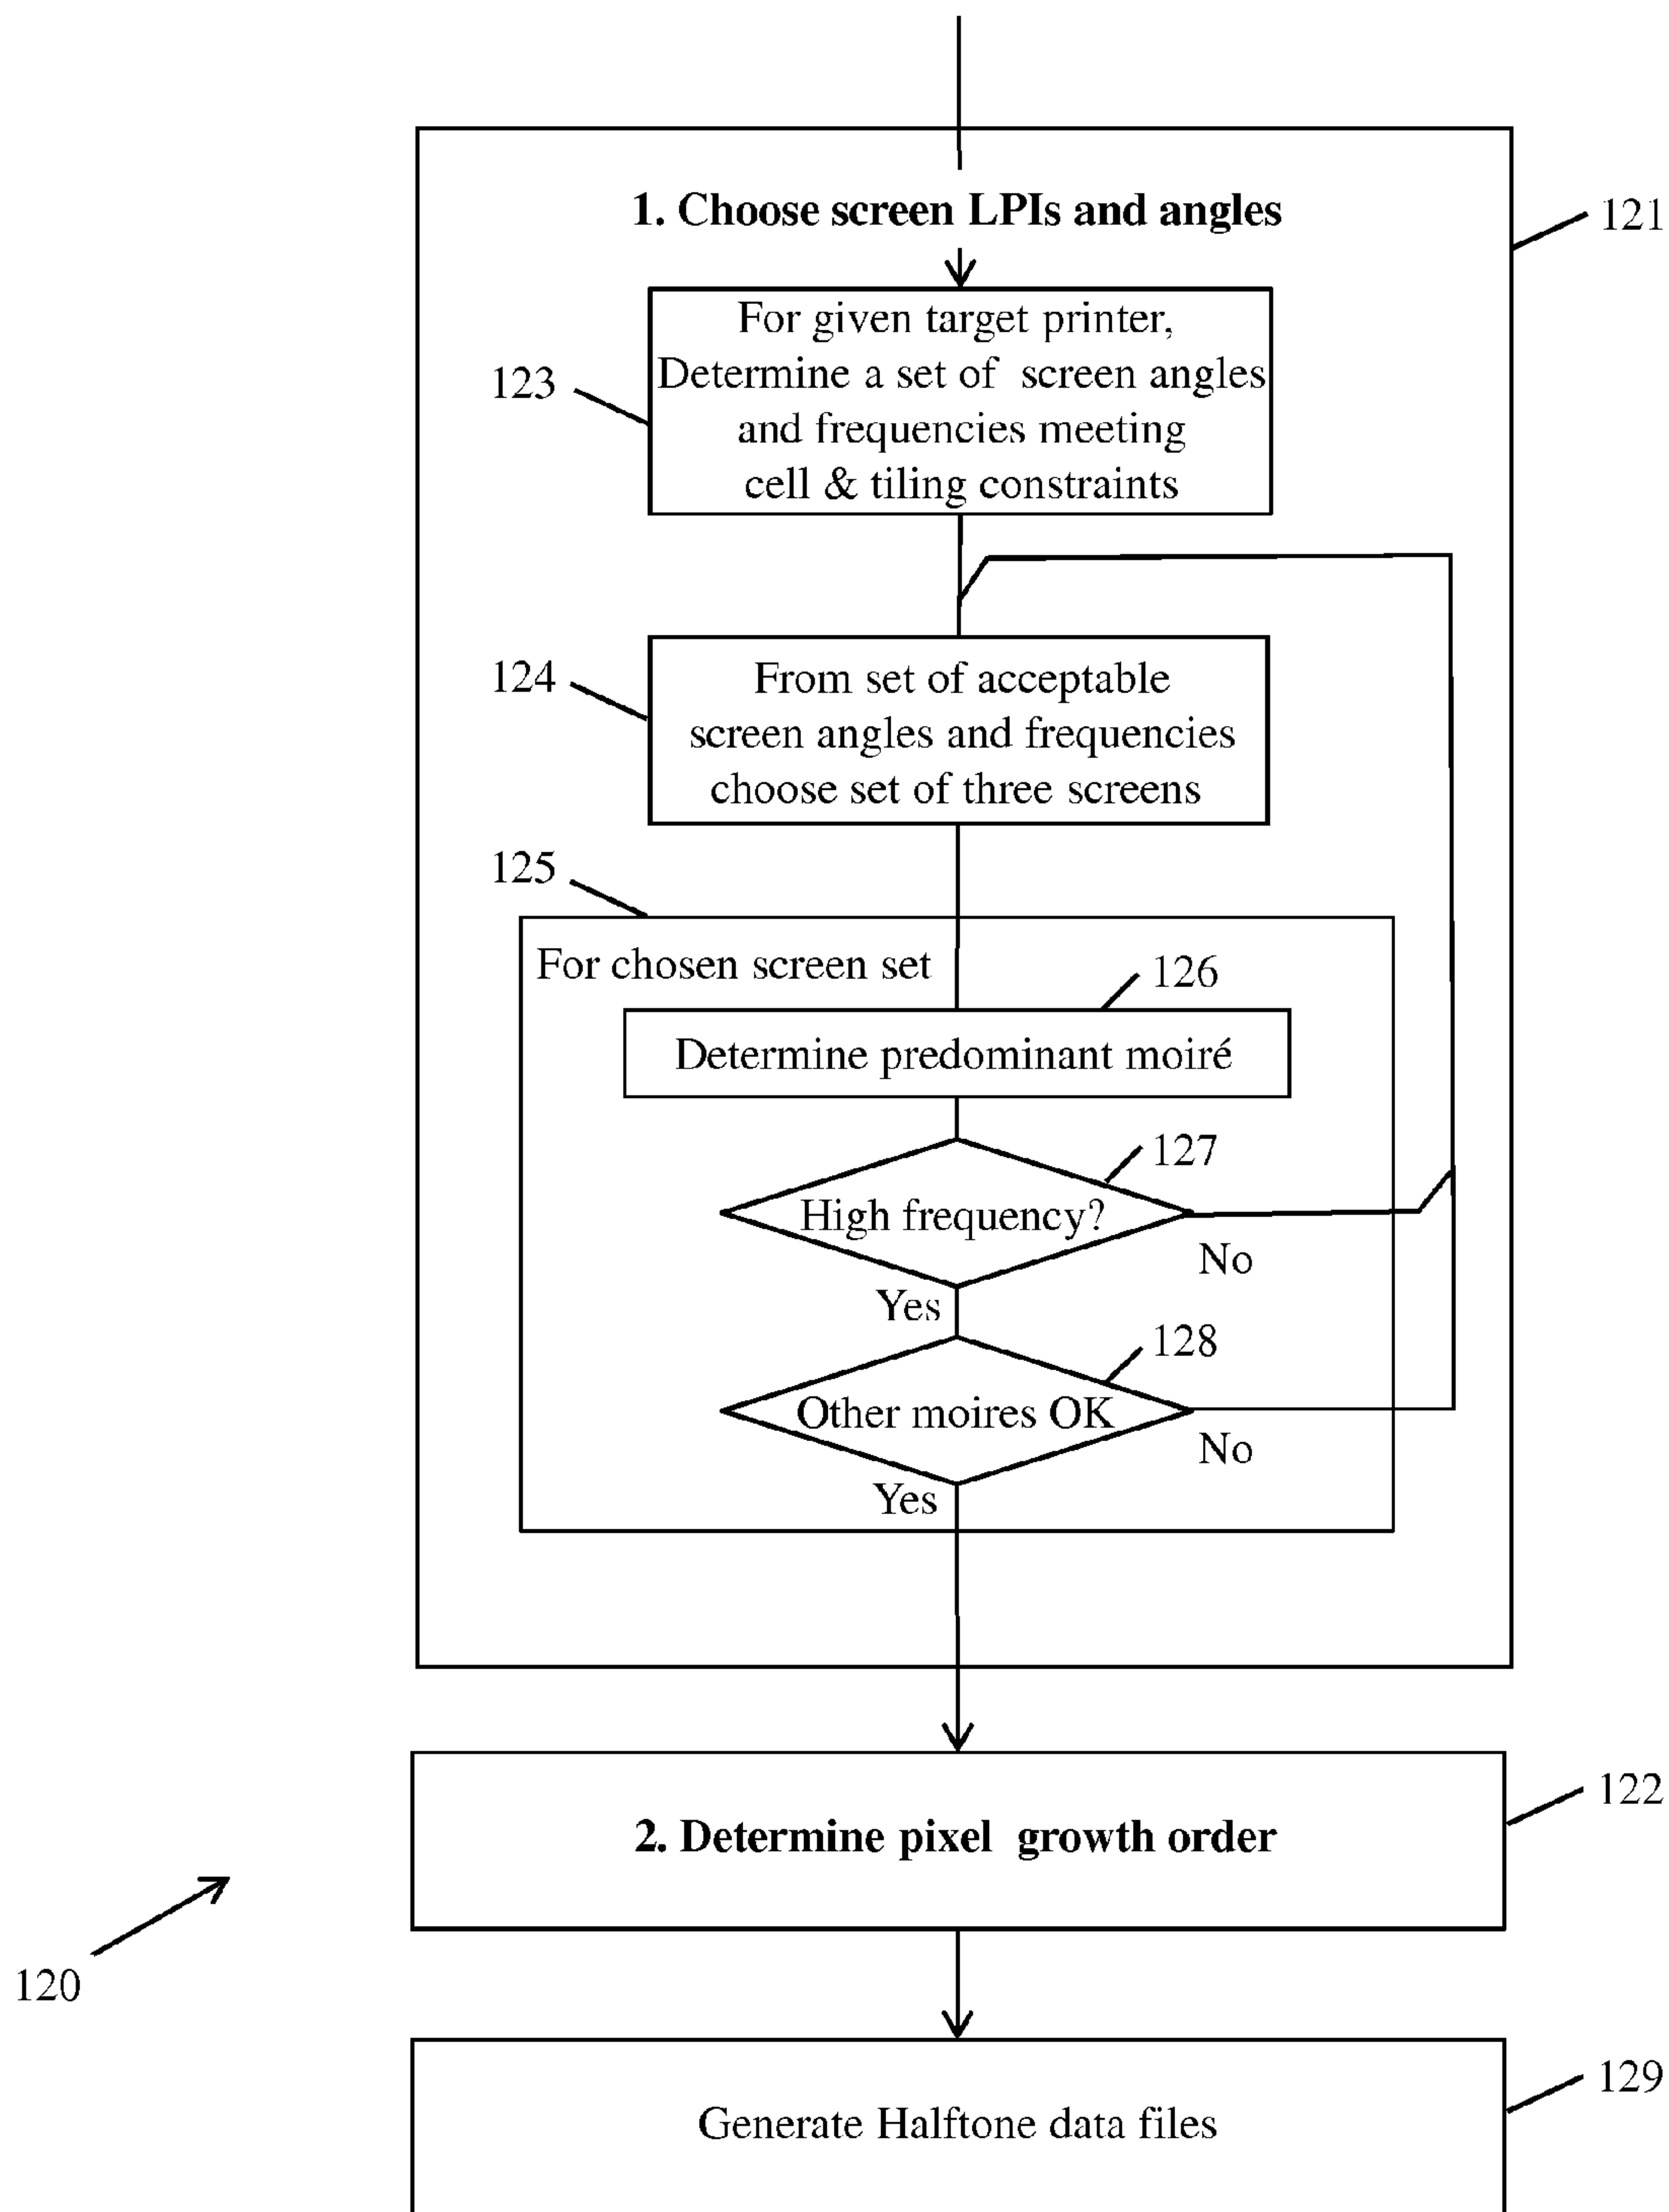 1. Choose screen LPIs and angles
121
For given target printer,
Determine a set of screen angles
and frequencies meeting
cell & tiling constraints
123
124
From set of acceptable
screen angles and frequencies
choose set of three screens
125
For chosen screen set
126
Determine predominant moiré
127
High frequency?
No
Yes
128
Other moires OK
No
Yes
122
2. Determine pixel growth order
120
129
Generate Halftone data files